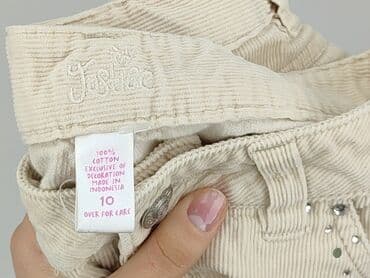 Justice
100%
COTTON
EXCLUSIVE OF
DECORATION
MADE IN
INDONESIA
10
OVER FOR CARE